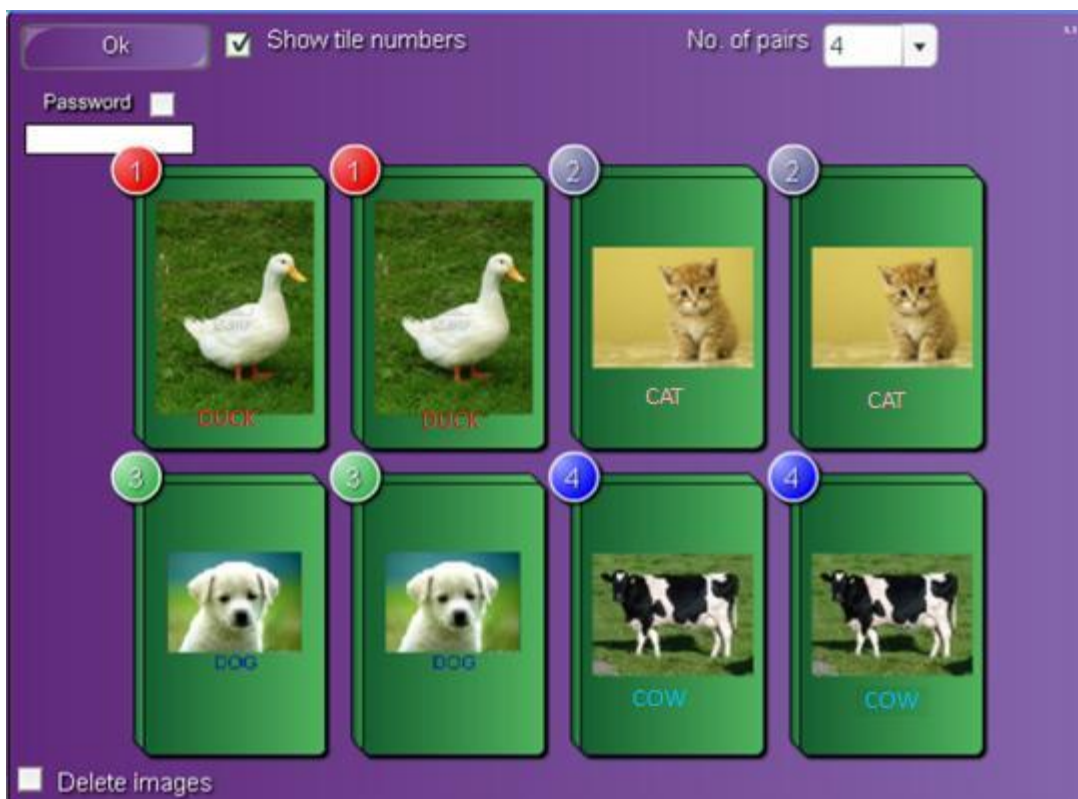 Ok
Show tile numbers
No. of pairs
4
Password
1
1
2
2
DUCK
DUCK
CAT
CAT
3
3
4
4
DOG
DOG
COW
COW
Delete images